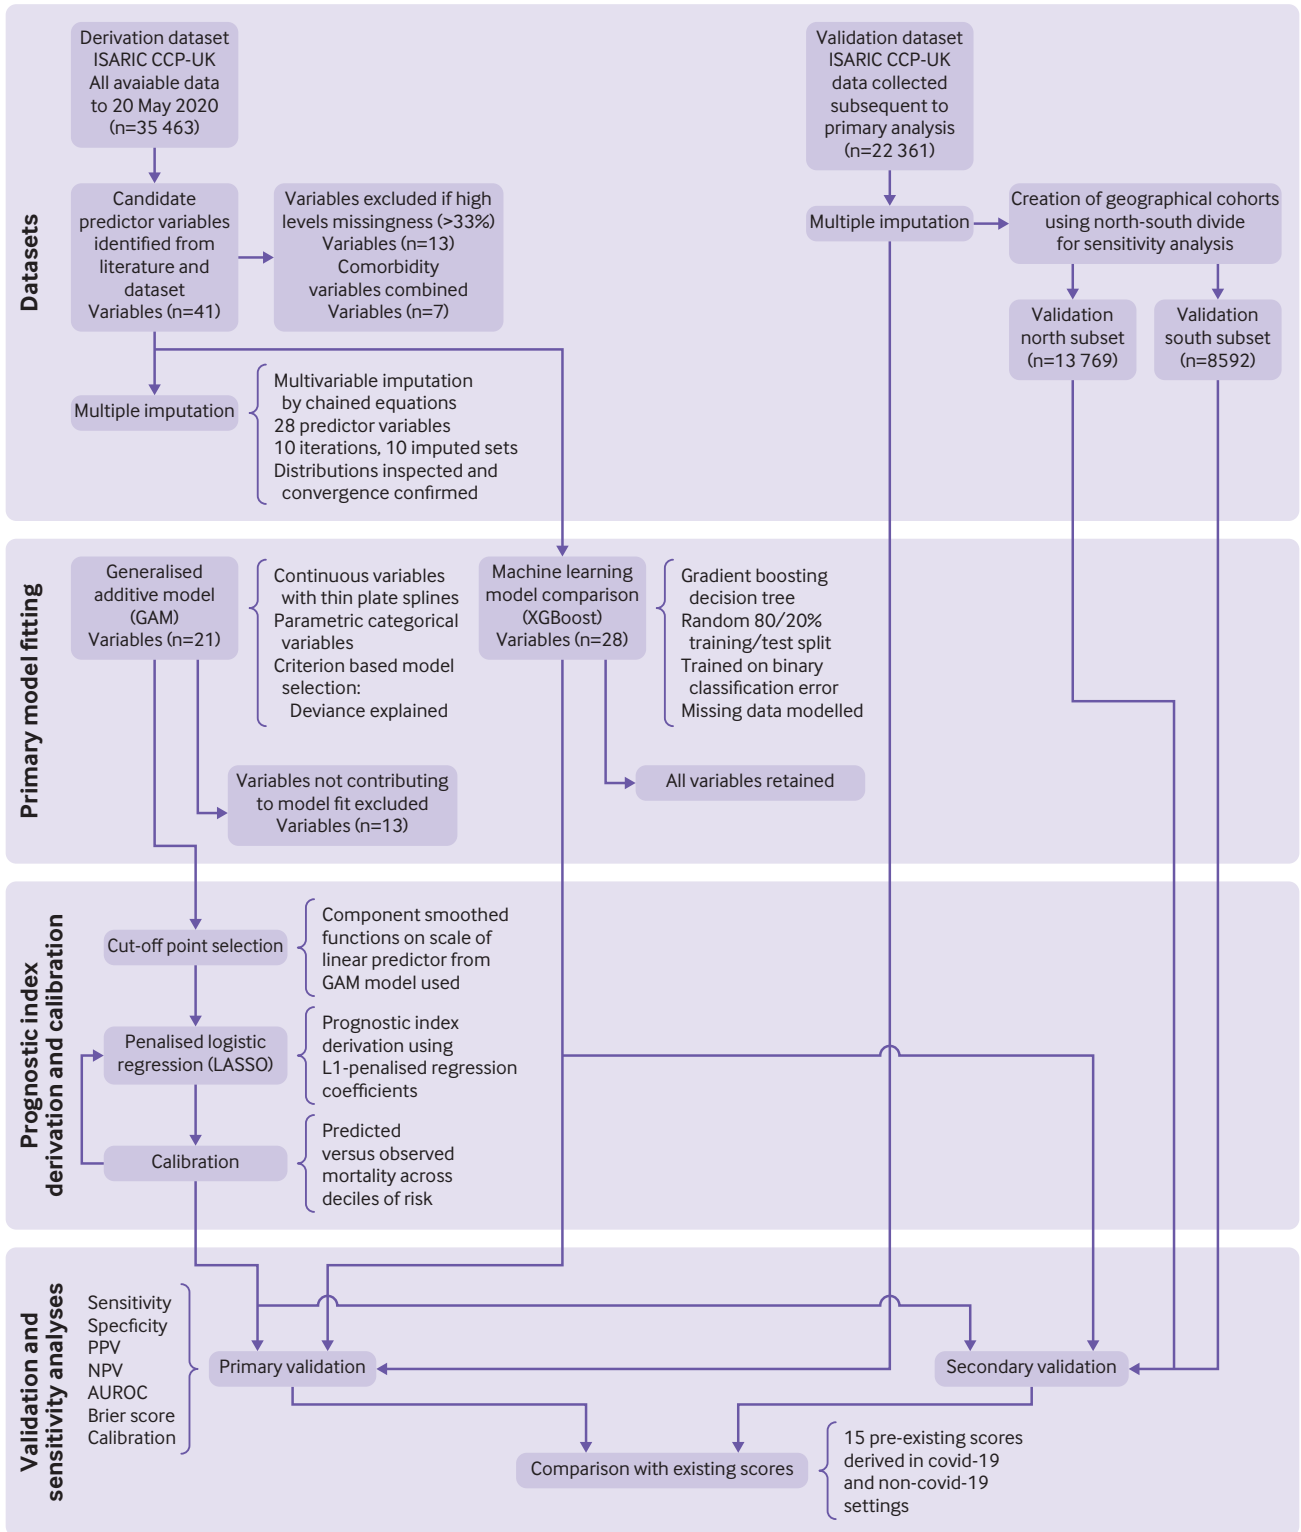 Datasets
Derivation dataset
ISARIC CCP-UK
All avaiable data
to 20 May 2020
(n=35 463)
Candidate
predictor variables
identified from
literature and
dataset
Variables (n=41)
Variables excluded if high
levels missingness (>33%)
Variables (n=13)
Comorbidity
variables combined
Variables (n=7)
Multiple imputation
Multivariable imputation
by chained equations
28 predictor variables
10 iterations, 10 imputed sets
Distributions inspected and
convergence confirmed
Validation dataset
ISARIC CCP-UK
data collected
subsequent to
primary analysis
(n=22 361)
Multiple imputation
Creation of geographical cohorts
using north-south divide
for sensitivity analysis
Validation
north subset
(n=13 769)
Validation
south subset
(n=8592)
Primary model fitting
Generalised
additive model
(GAM)
Variables (n=21)
Continuous variables
with thin plate splines
Parametric categorical
variables
Criterion based model
selection:
Deviance explained
Variables not contributing
to model fit excluded
Variables (n=13)
Machine learning
model comparison
(XGBoost)
Variables (n=28)
Gradient boosting
decision tree
Random 80/20%
training/test split
Trained on binary
classification error
Missing data modelled
All variables retained
Prognostic index
derivation and calibration
Cut-off point selection
Component smoothed
functions on scale of
linear predictor from
GAM model used
Penalised logistic
regression (LASSO)
Prognostic index
derivation using
L1-penalised regression
coefficients
Calibration
Predicted
versus observed
mortality across
deciles of risk
Validation and
sensitivity analyses
Sensitivity
Specficity
PPV
NPV
AUROC
Brier score
Calibration
Primary validation
Secondary validation
Comparison with existing scores
15 pre-existing scores
derived in covid-19
and non-covid-19
settings